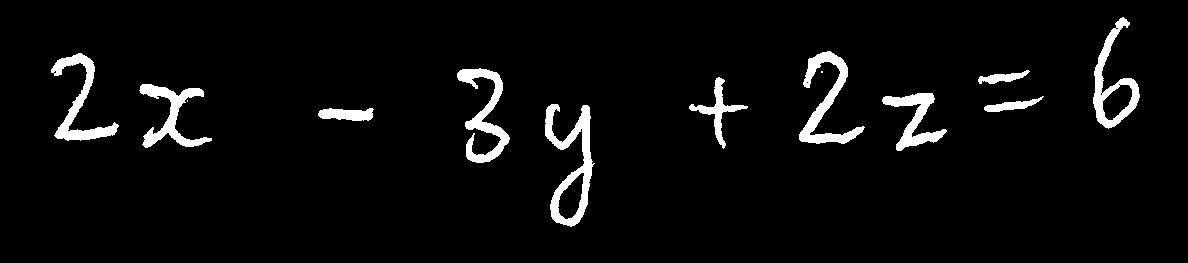 2x - 3y + 2z = 6